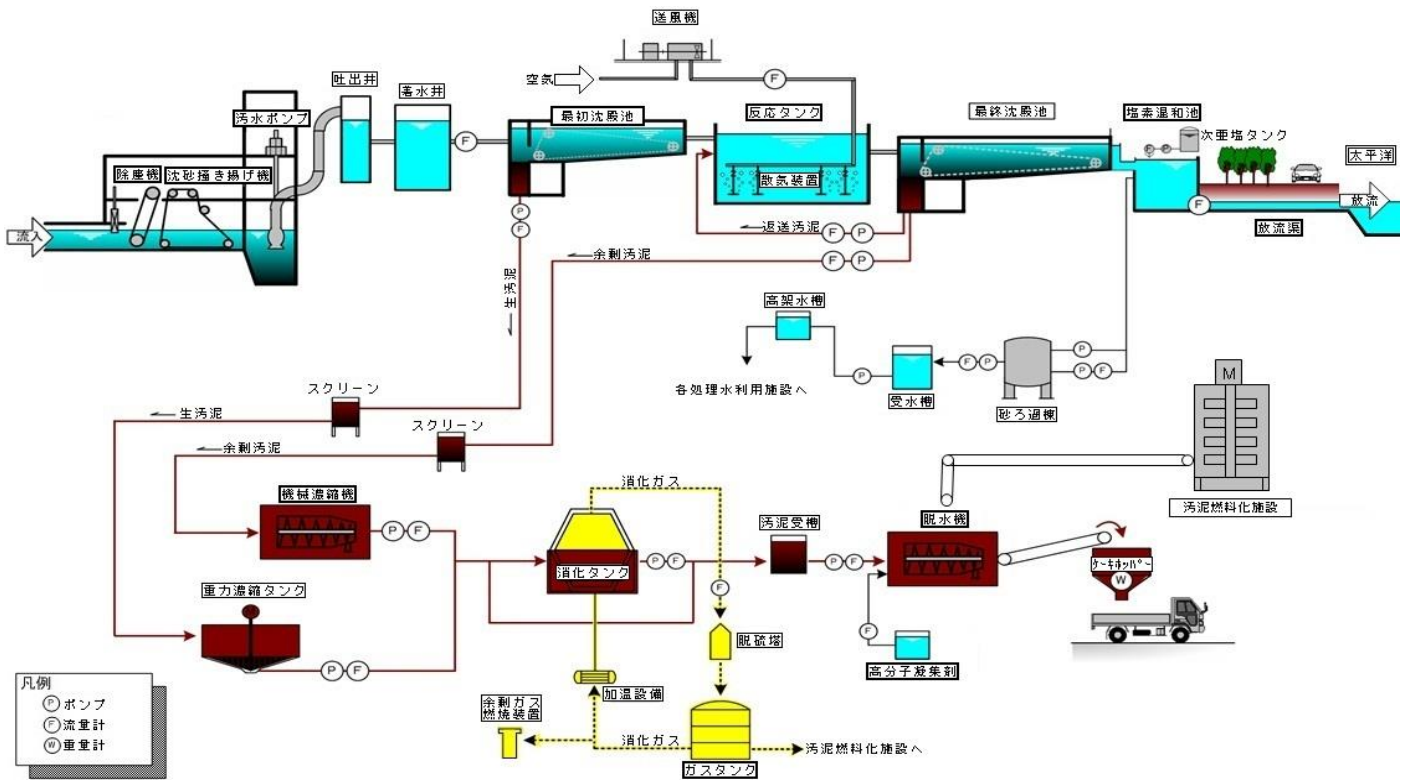 送風機
空気
F
吐出井
蓄水井
汚水ポンプ
除塵機
沈砂掻き揚げ機
流入
F
最初沈殿池
反応タンク
散気装置
最終沈殿池
塩素混和池
次亜塩タンク
太平洋
放流
放流渠
F
P
F
F
P
P
F
返送汚泥
F
P
余剰汚泥
F
P
生汚泥
高架水槽
各処理水利用施設へ
P
受水槽
F
P
砂ろ過棟
P
P
F
M
汚泥燃料化施設
スクリーン
生汚泥
スクリーン
余剰汚泥
機械濃縮機
P
F
重力濃縮タンク
P
F
消化ガス
消化タンク
P
F
汚泥受槽
P
F
脱水機
ケーキホッパー
W
F
高分子凝集剤
F
脱硫塔
加温設備
余剰ガス
燃焼装置
消化ガス
ガスタンク
汚泥燃料化施設へ
凡例
P ポンプ
F 流量計
W 重量計